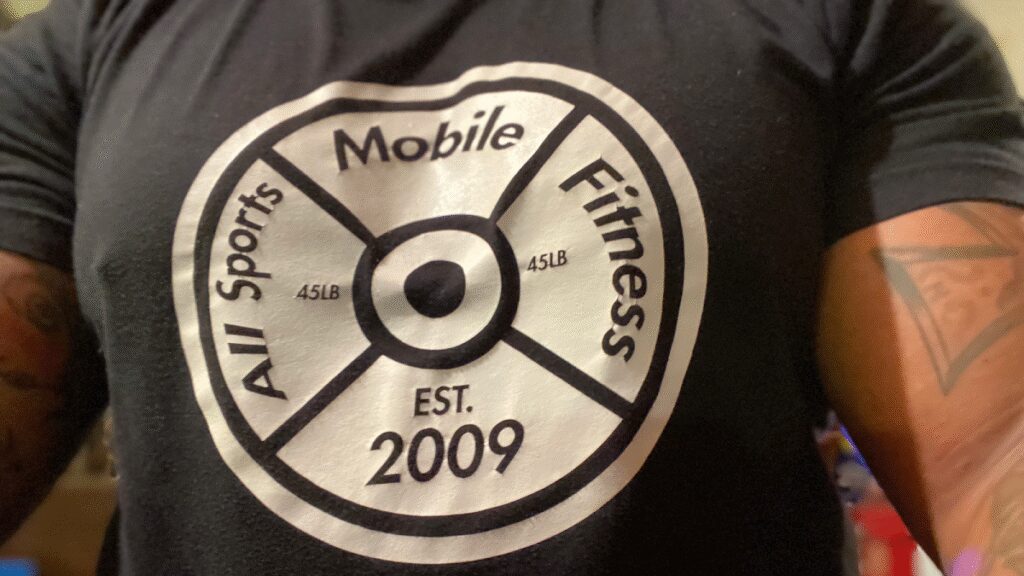 All Sports
Mobile
Fitness
45LB
45LB
EST.
2009